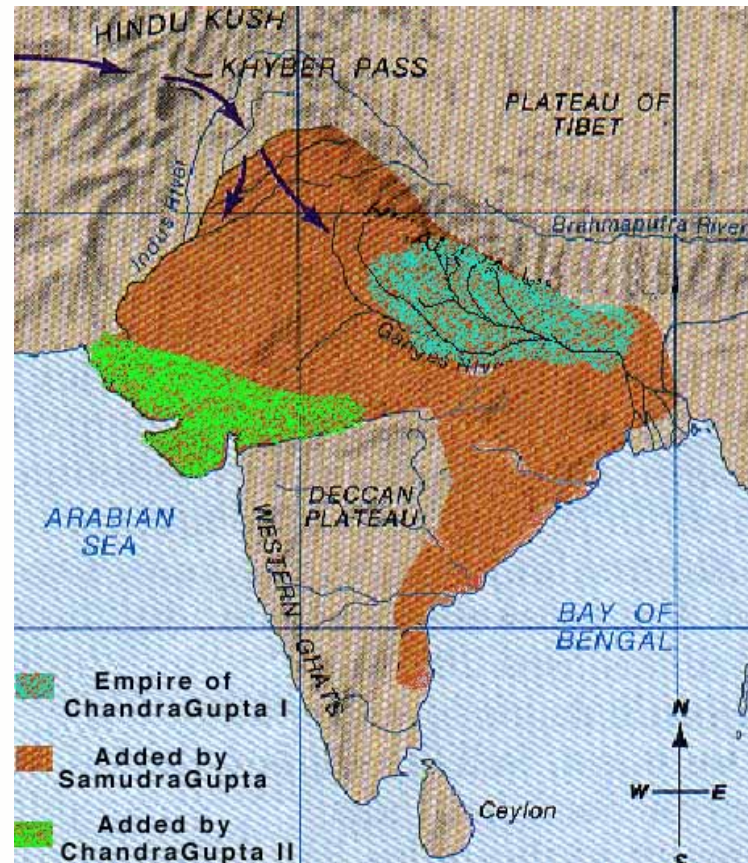 HINDU KUSH
KHYBER PASS
PLATEAU OF
TIBET
Indus River
Brahmaputra River
Ganges River
ARABIAN
SEA
DECCAN
PLATEAU
WESTERN GHATS
BAY OF
BENGAL
Empire of
ChandraGupta I
Added by
SamudraGupta
Added by
ChandraGupta II
Ceylon
N
W
E
S